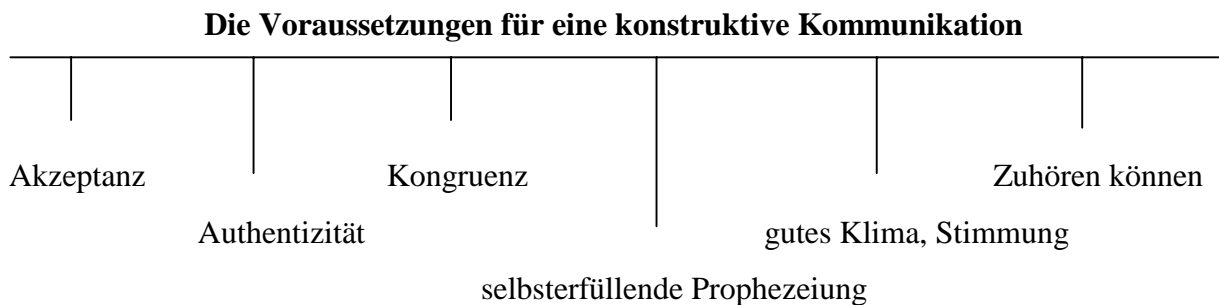 Die Voraussetzungen für eine konstruktive Kommunikation
Akzeptanz
Kongruenz
Zuhören können
Authentizität
gutes Klima, Stimmung
selbsterfüllende Prophezeiung